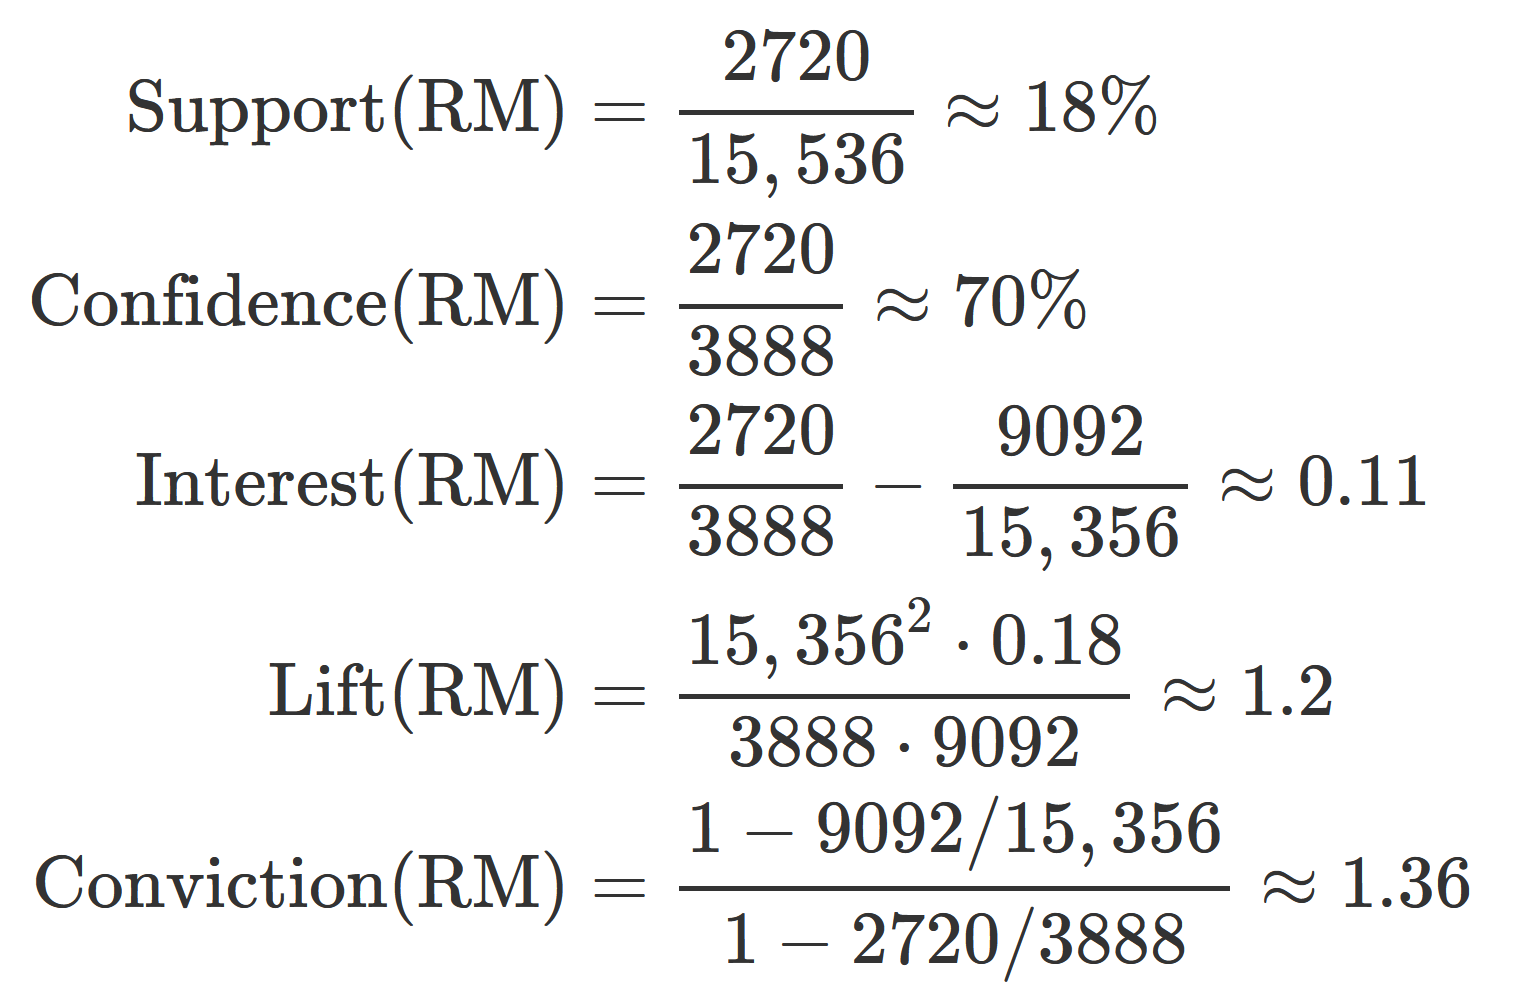 Support(RM) = 2720 / 15,536 ≈ 18%
Confidence(RM) = 2720 / 3888 ≈ 70%
Interest(RM) = 2720 / 3888 − 9092 / 15,356 ≈ 0.11
Lift(RM) = 15,356² · 0.18 / 3888 · 9092 ≈ 1.2
Conviction(RM) = 1 − 9092/15,356 / 1 − 2720/3888 ≈ 1.36